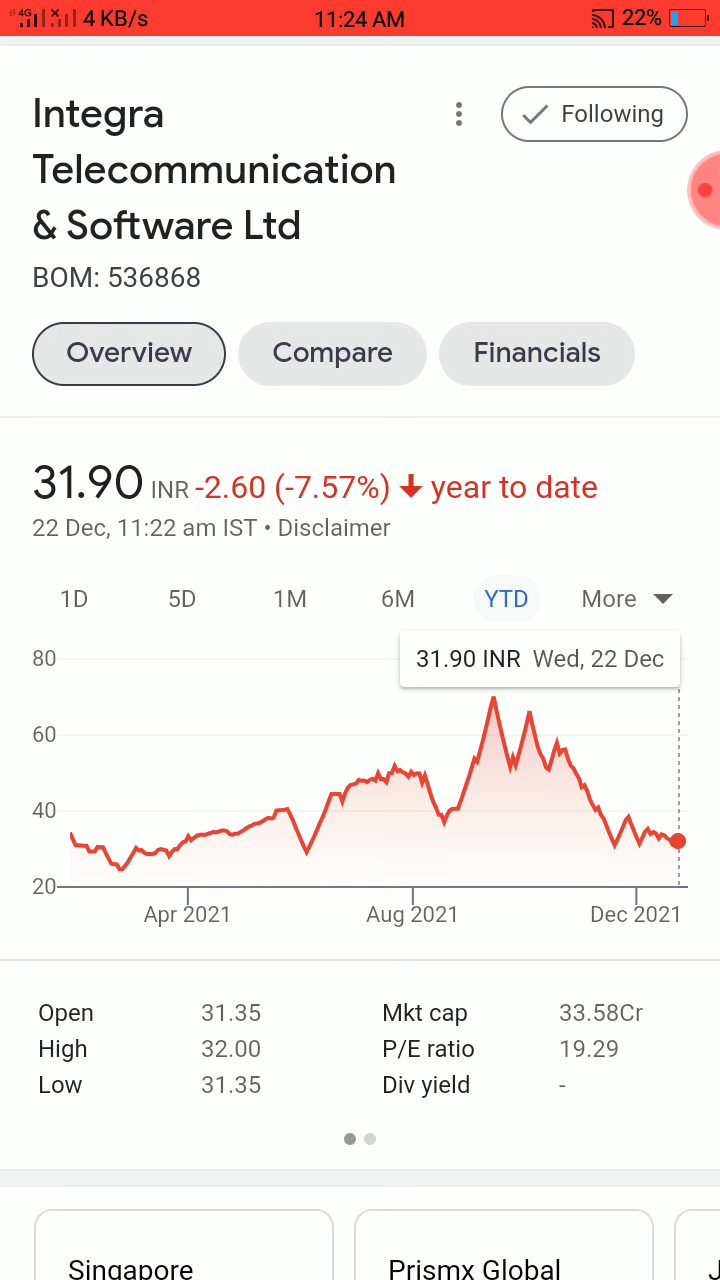 4G 4 KB/s 11:24 AM 22%
Integra
Telecommunication
& Software Ltd
Following
BOM: 536868
Overview Compare Financials
31.90 INR -2.60 (-7.57%) year to date
22 Dec, 11:22 am IST • Disclaimer
1D 5D 1M 6M YTD More
31.90 INR Wed, 22 Dec
80
60
40
20
Apr 2021 Aug 2021 Dec 2021
Open 31.35 Mkt cap 33.58Cr
High 32.00 P/E ratio 19.29
Low 31.35 Div yield -
Singapore Prismx Global